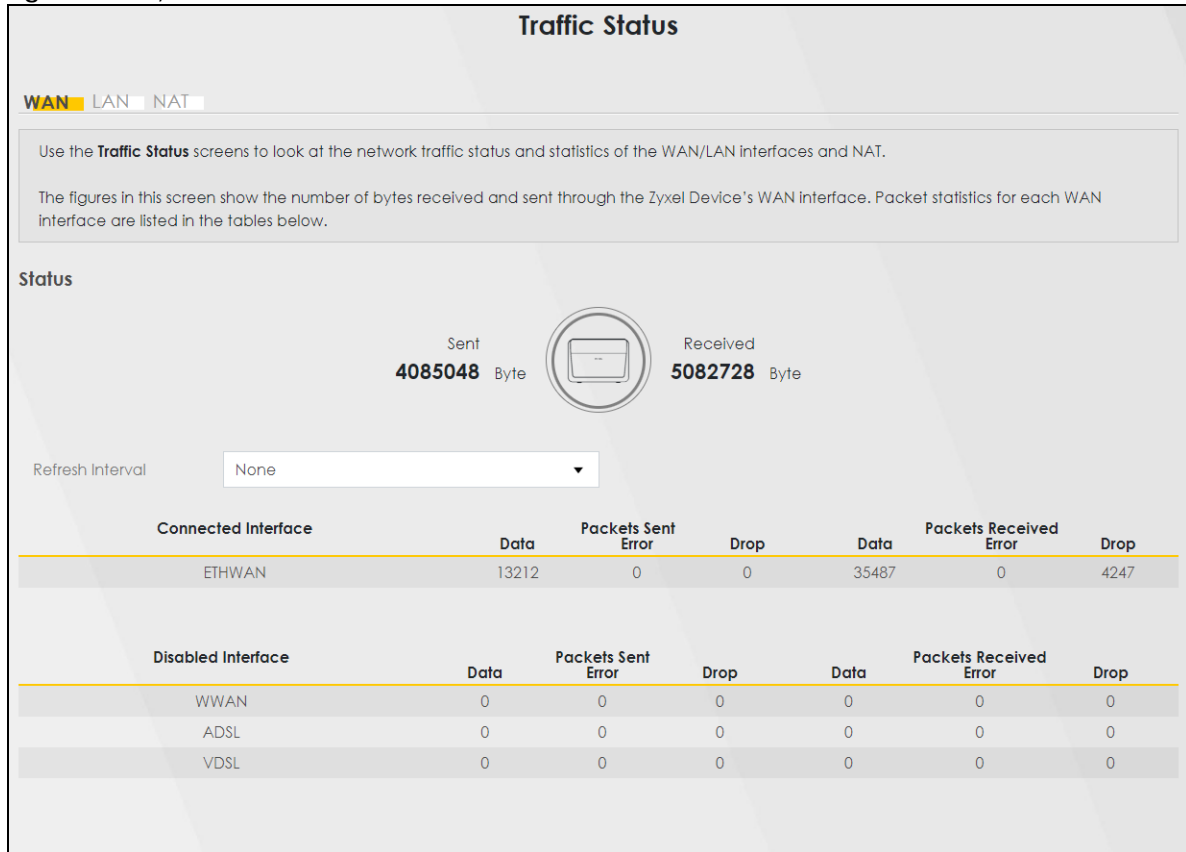 Traffic Status
WAN LAN NAT
Use the Traffic Status screens to look at the network traffic status and statistics of the WAN/LAN interfaces and NAT.
The figures in this screen show the number of bytes received and sent through the Zyxel Device's WAN interface. Packet statistics for each WAN
interface are listed in the tables below.
Status
Sent Received
4085048 Byte 5082728 Byte
Refresh Interval None
Connected Interface Packets Sent Packets Received
Data Error Drop Data Error Drop
ETHWAN 13212 0 0 35487 0 4247
Disabled Interface Packets Sent Packets Received
Data Error Drop Data Error Drop
WWAN 0 0 0 0 0 0
ADSL 0 0 0 0 0 0
VDSL 0 0 0 0 0 0